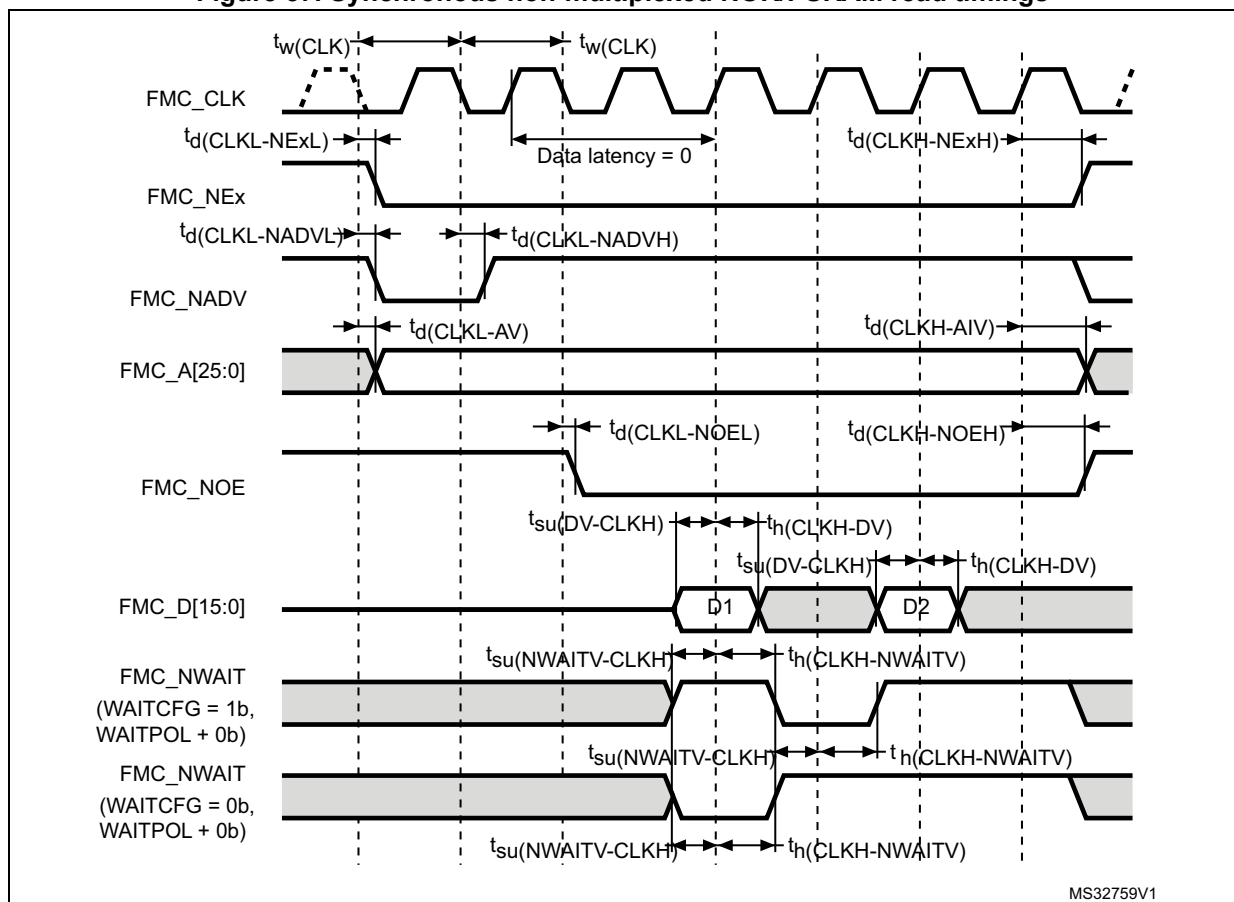 tw(CLK) tw(CLK)
FMC_CLK
td(CLKL-NExL) Data latency = 0 td(CLKH-NExH)
FMC_NEx
td(CLKL-NADVL) td(CLKL-NADVH)
FMC_NADV
td(CLKL-AV) td(CLKH-AIV)
FMC_A[25:0]
td(CLKL-NOEL) td(CLKH-NOEH)
FMC_NOE
tsu(DV-CLKH) th(CLKH-DV)
tsu(DV-CLKH) th(CLKH-DV)
FMC_D[15:0] D1 D2
tsu(NWAITV-CLKH) th(CLKH-NWAITV)
FMC_NWAIT
(WAITCFG = 1b,
WAITPOL + 0b)
tsu(NWAITV-CLKH) th(CLKH-NWAITV)
FMC_NWAIT
(WAITCFG = 0b,
WAITPOL + 0b)
tsu(NWAITV-CLKH) th(CLKH-NWAITV)
MS32759V1